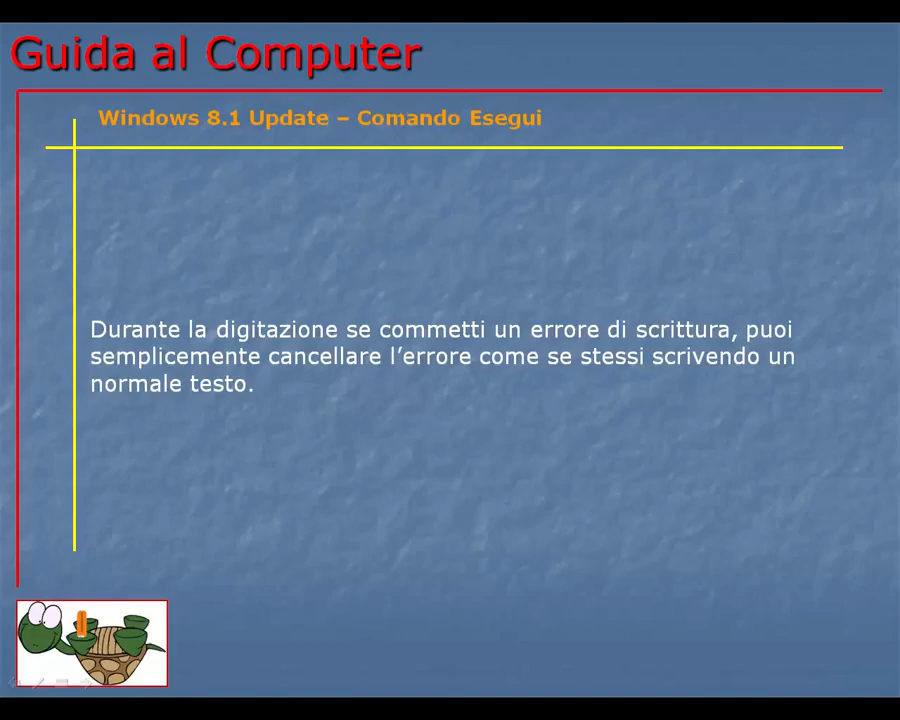 Guida al Computer
Windows 8.1 Update – Comando Esegui
Durante la digitazione se commetti un errore di scrittura, puoi
semplicemente cancellare l’errore come se stessi scrivendo un
normale testo.